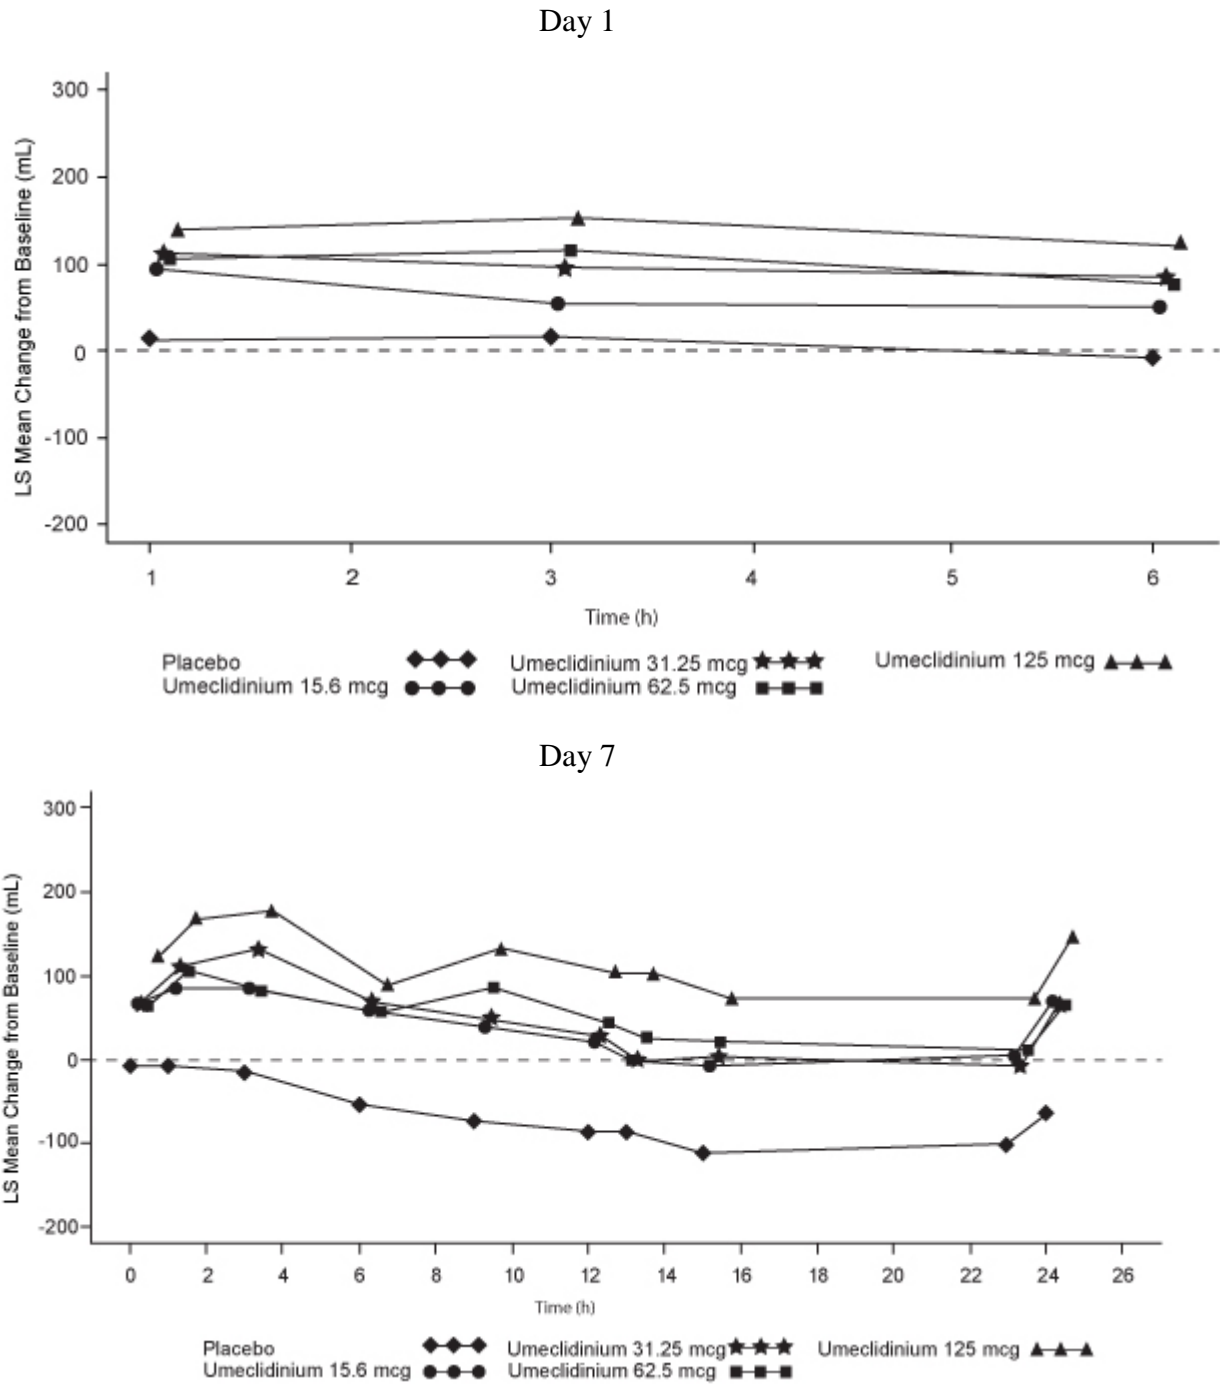 Day 1
LS Mean Change from Baseline (mL)
300
200
100
0
-100
-200
1 2 3 4 5 6
Time (h)
Placebo Umeclidinium 31.25 mcg Umeclidinium 125 mcg
Umeclidinium 15.6 mcg Umeclidinium 62.5 mcg
Day 7
LS Mean Change from Baseline (mL)
300
200
100
0
-100
-200
0 2 4 6 8 10 12 14 16 18 20 22 24 26
Time (h)
Placebo Umeclidinium 31.25 mcg Umeclidinium 125 mcg
Umeclidinium 15.6 mcg Umeclidinium 62.5 mcg